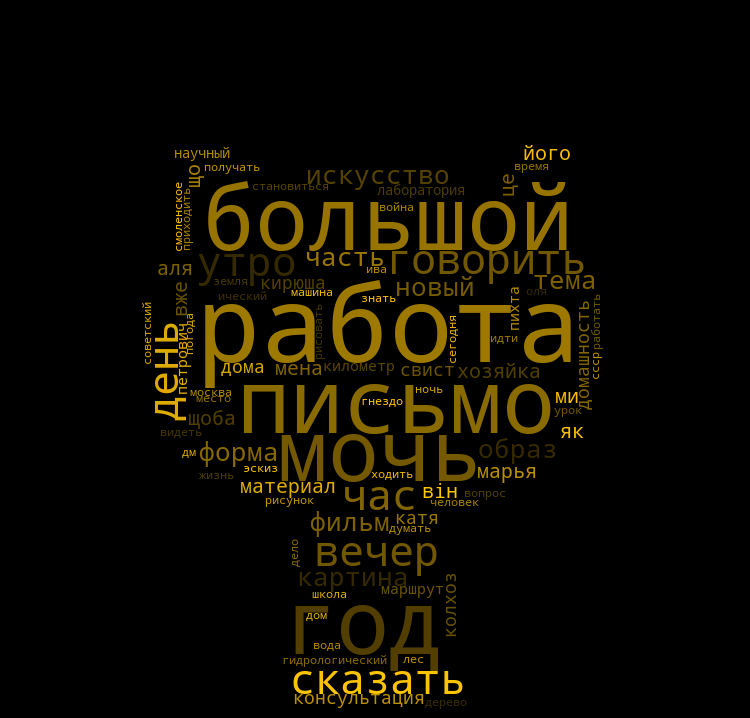 научный
його
получать
время
що
искусство
це
становиться
лаборатория
смоленское
приходить
большой
война
часть
говорить
аля
утро
ива
земля
кирюша
новый
тема
вже
ический
машина
знать
пихта
оля
советский
погода
петрович
работа
рисовать
сегодня
идти
домашность
работать
ссср
день
дома
мена
километр
свист
хозяйка
москва
место
письмо
ночь
гнездо
ми
урок
щоба
видеть
мочь
як
дм
форма
образ
эскиз
жизнь
ходить
марья
материал
час
він
вопрос
рисунок
человек
фильм
катя
думать
дело
вечер
картина
маршрут
колхоз
школа
год
дом
вода
гидрологический
лес
сказать
консультация
дерево